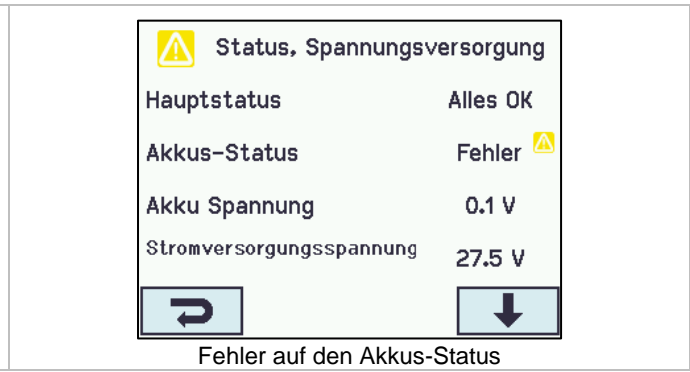 Status, Spannungsversorgung
Hauptstatus Alles OK
Akkus-Status Fehler
Akku Spannung 0.1 V
Stromversorgungsspannung 27.5 V
Fehler auf den Akkus-Status